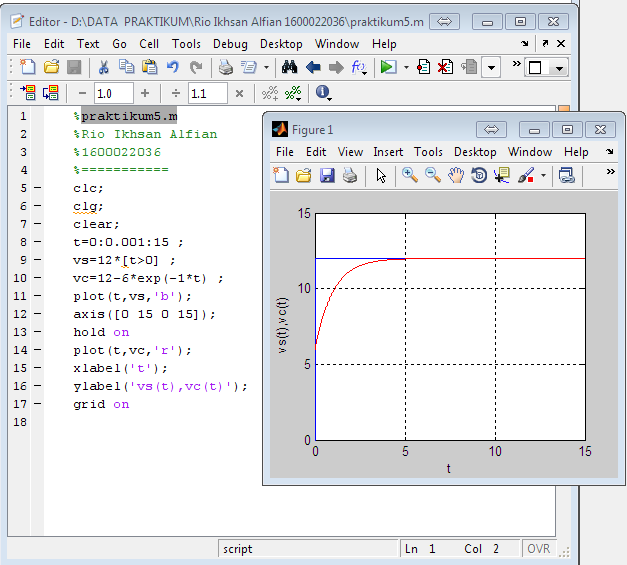 Editor - D:\DATA PRAKTIKUM\Rio Ikhsan Alfian 1600022036\praktikum5.m
File Edit Text Go Cell Tools Debug Desktop Window Help
1.0 1.1
1 %praktikum5.m
2 %Rio Ikhsan Alfian
3 %1600022036
4 %===========
5 clc;
6 clg;
7 clear;
8 t=0:0.001:15 ;
9 vs=12*[t>0] ;
10 vc=12-6*exp(-1*t) ;
11 plot(t,vs,'b');
12 axis([0 15 0 15]);
13 hold on
14 plot(t,vc,'r');
15 xlabel('t');
16 ylabel('vs(t),vc(t)');
17 grid on
18
Figure 1
File Edit View Insert Tools Desktop Window Help
15
10
5
0
vs(t),vc(t)
0 5 10 15
t
script Ln 1 Col 2 OVR